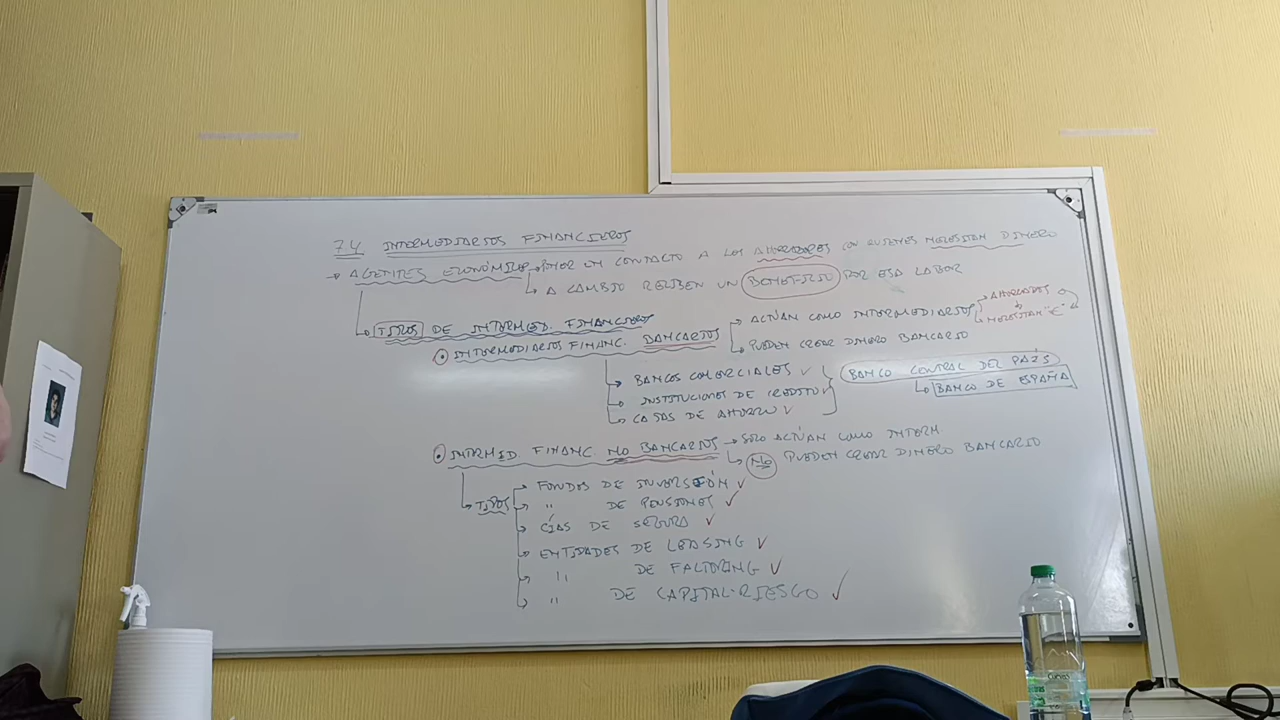 7.4 INTERMEDIARIOS FINANCIEROS
→ AGENTES ECONÓMICOS → PONER EN CONTACTO A LOS AHORRADORES CON QUIENES NECESITAN DINERO
→ A CAMBIO RECIBEN UN BENEFICIO POR ESA LABOR
→ TIPOS DE INTERMED. FINANCIEROS
• INTERMEDIARIOS FINANC. BANCARIOS → ACTÚAN COMO INTERMEDIARIOS → AHORRADORES
→ NECESITAN "€"
→ PUEDEN CREAR DINERO BANCARIO
→ BANCOS COMERCIALES ✓
→ INSTITUCIONES DE CRÉDITO ✓
→ CAJAS DE AHORRO ✓
BANCO CENTRAL DEL PAÍS
→ BANCO DE ESPAÑA
• INTERMED. FINANC. NO BANCARIOS → SOLO ACTÚAN COMO INTERM.
→ NO PUEDEN CREAR DINERO BANCARIO
→ TIPOS → FONDOS DE INVERSIÓN ✓
→ " DE PENSIONES ✓
→ CÍAS DE SEGURO ✓
→ ENTIDADES DE LEASING ✓
→ " DE FACTORING ✓
→ " DE CAPITAL-RIESGO ✓